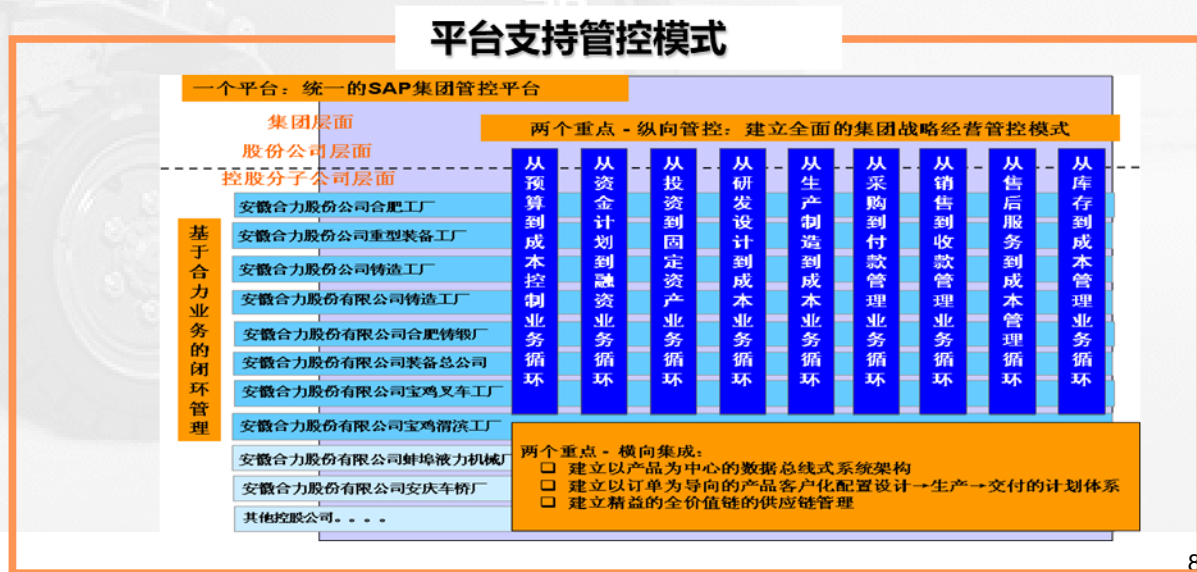 平台支持管控模式
一个平台：统一的SAP集团管控平台
集团层面
两个重点 - 纵向管控：建立全面的集团战略经营管控模式
股份公司层面
控股分子公司层面
从预算到成本控制业务循环
从资金计划到融资业务循环
从投资到固定资产业务循环
从研发设计到成本业务循环
从生产制造到成本业务循环
从采购到付款管理业务循环
从销售到收款管理业务循环
从售后服务到成本管理循环
从库存到成本管理业务循环
基于合力业务的闭环管理
安徽合力股份公司合肥工厂
安徽合力股份公司重型装备工厂
安徽合力股份公司铸造工厂
安徽合力股份有限公司铸造工厂
安徽合力股份有限公司合肥铸锻厂
安徽合力股份有限公司装备总公司
安徽合力股份有限公司宝鸡叉车工厂
安徽合力股份有限公司宝鸡渭滨工厂
安徽合力股份有限公司蚌埠液力机械厂
安徽合力股份有限公司安庆车桥厂
其他控股公司。。。。
两个重点 - 横向集成：
□ 建立以产品为中心的数据总线式系统架构
□ 建立以订单为导向的产品客户化配置设计→生产→交付的计划体系
□ 建立精益的全价值链的供应链管理
8